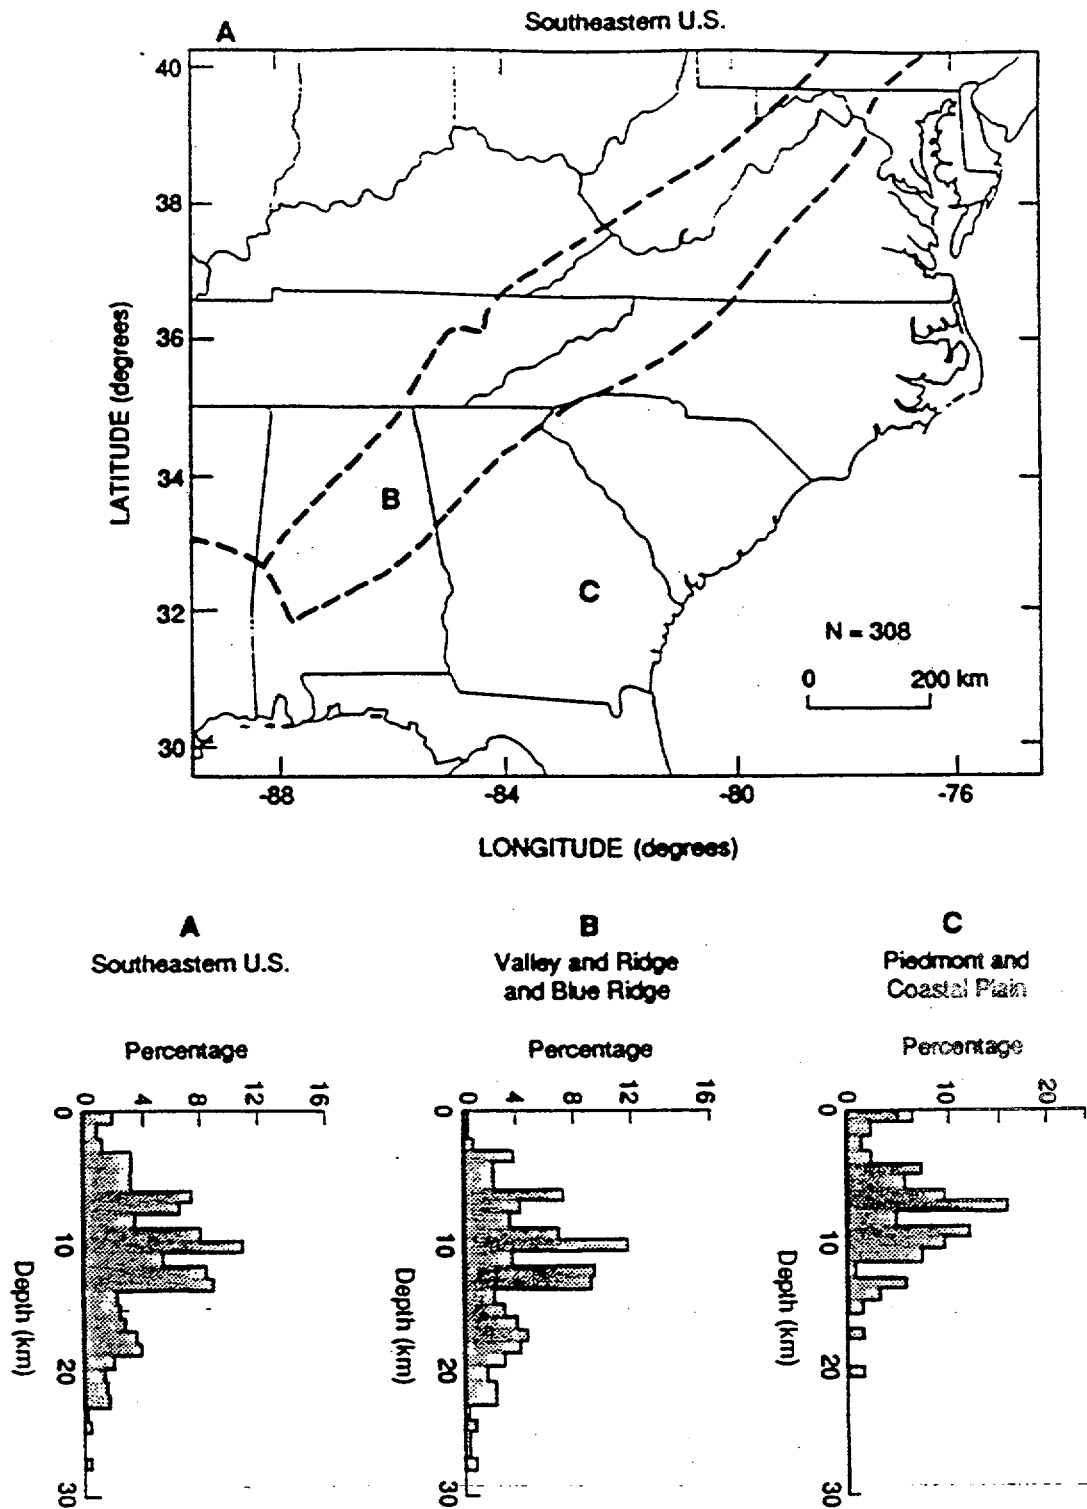 A
Southeastern U.S.
40
38
36
34
32
30
LATITUDE (degrees)
B
C
N = 308
0 200 km
-88 -84 -80 -76
LONGITUDE (degrees)
A
Southeastern U.S.
Percentage
0 4 8 12 16
0
10
20
30
Depth (km)
B
Valley and Ridge
and Blue Ridge
Percentage
0 4 8 12 16
0
10
20
30
Depth (km)
C
Piedmont and
Coastal Plain
Percentage
0 10 20
0
10
20
30
Depth (km)